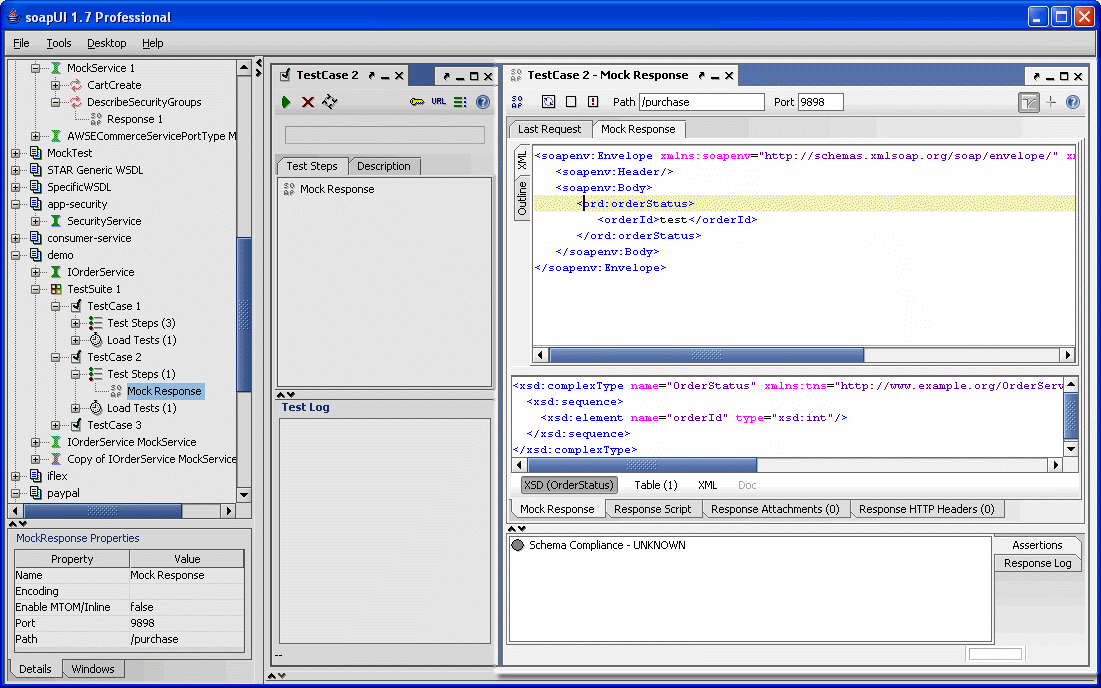 soapUI 1.7 Professional
File Tools Desktop Help
MockService 1
CartCreate
DescribeSecurityGroups
Response 1
AWSECommerceServicePortType M
MockTest
STAR Generic WSDL
SpecificWSDL
app-security
SecurityService
consumer-service
demo
IOrderService
TestSuite 1
TestCase 1
Test Steps (3)
Load Tests (1)
TestCase 2
Test Steps (1)
Mock Response
Load Tests (1)
TestCase 3
IOrderService MockService
Copy of IOrderService MockService
iflex
paypal
MockResponse Properties
Property Value
Name Mock Response
Encoding
Enable MTOM/Inline false
Port 9898
Path /purchase
Details Windows
TestCase 2
URL
Test Steps Description
Mock Response
Test Log
--
TestCase 2 - Mock Response
Path /purchase Port 9898
Last Request Mock Response
XML
Outline
<soapenv:Envelope xmlns:soapenv="http://schemas.xmlsoap.org/soap/envelope/" x
<soapenv:Header/>
<soapenv:Body>
<ord:orderStatus>
<orderId>test</orderId>
</ord:orderStatus>
</soapenv:Body>
</soapenv:Envelope>
<xsd:complexType name="OrderStatus" xmlns:tns="http://www.example.org/OrderServ
<xsd:sequence>
<xsd:element name="orderId" type="xsd:int"/>
</xsd:sequence>
</xsd:complexType>
XSD (OrderStatus) Table (1) XML Doc
Mock Response Response Script Response Attachments (0) Response HTTP Headers (0)
Schema Compliance - UNKNOWN
Assertions
Response Log